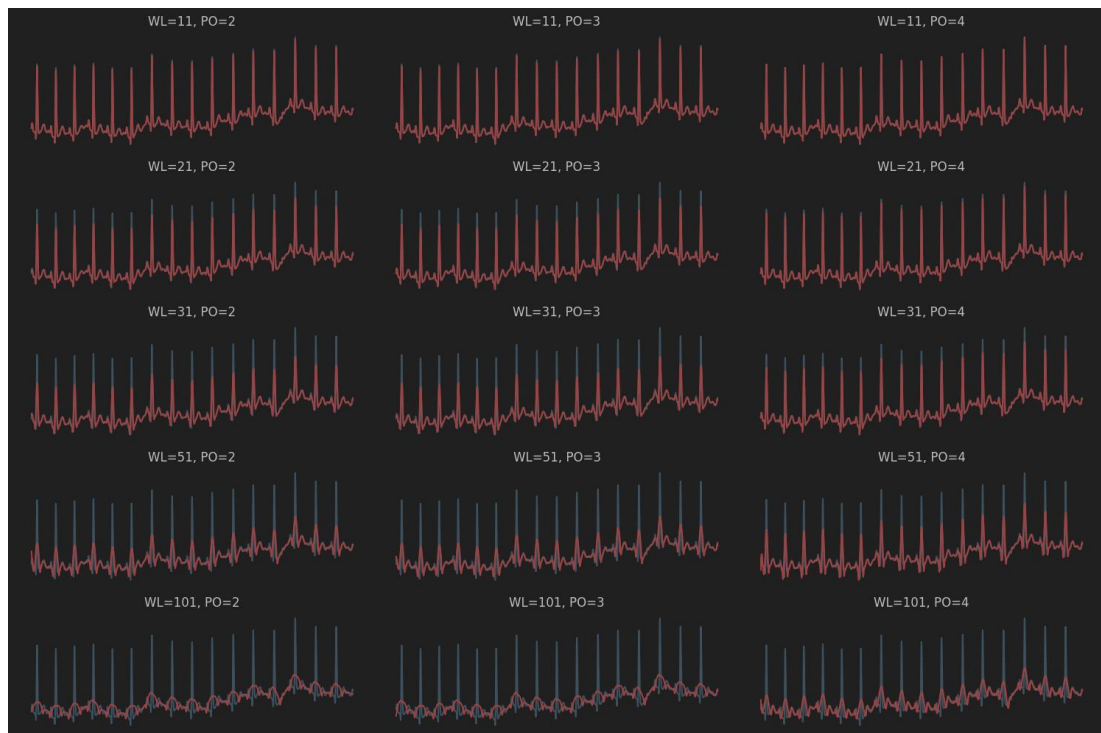 WL=11, PO=2
WL=11, PO=3
WL=11, PO=4
WL=21, PO=2
WL=21, PO=3
WL=21, PO=4
WL=31, PO=2
WL=31, PO=3
WL=31, PO=4
WL=51, PO=2
WL=51, PO=3
WL=51, PO=4
WL=101, PO=2
WL=101, PO=3
WL=101, PO=4